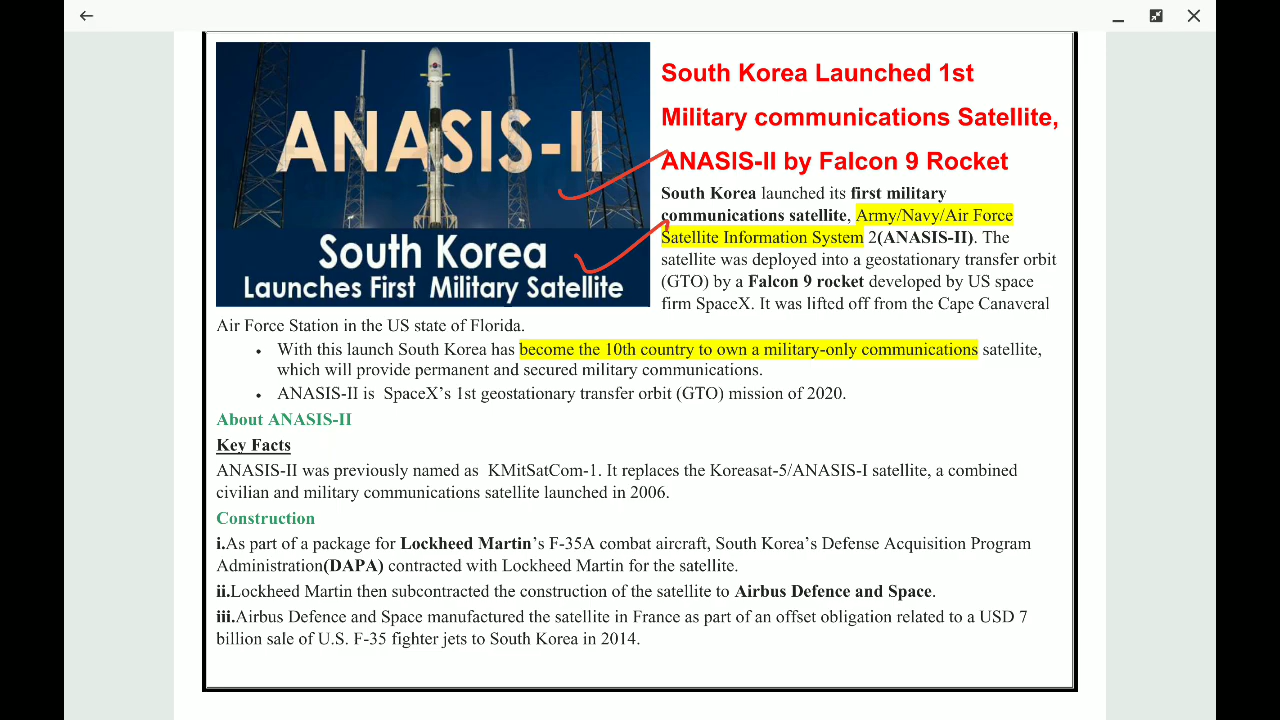 ANASIS-II
South Korea
Launches First Military Satellite
South Korea Launched 1st
Military communications Satellite,
ANASIS-II by Falcon 9 Rocket
South Korea launched its first military
communications satellite, Army/Navy/Air Force
Satellite Information System 2(ANASIS-II). The
satellite was deployed into a geostationary transfer orbit
(GTO) by a Falcon 9 rocket developed by US space
firm SpaceX. It was lifted off from the Cape Canaveral
Air Force Station in the US state of Florida.
• With this launch South Korea has become the 10th country to own a military-only communications satellite,
which will provide permanent and secured military communications.
• ANASIS-II is SpaceX’s 1st geostationary transfer orbit (GTO) mission of 2020.
About ANASIS-II
Key Facts
ANASIS-II was previously named as KMitSatCom-1. It replaces the Koreasat-5/ANASIS-I satellite, a combined
civilian and military communications satellite launched in 2006.
Construction
i.As part of a package for Lockheed Martin’s F-35A combat aircraft, South Korea’s Defense Acquisition Program
Administration(DAPA) contracted with Lockheed Martin for the satellite.
ii.Lockheed Martin then subcontracted the construction of the satellite to Airbus Defence and Space.
iii.Airbus Defence and Space manufactured the satellite in France as part of an offset obligation related to a USD 7
billion sale of U.S. F-35 fighter jets to South Korea in 2014.